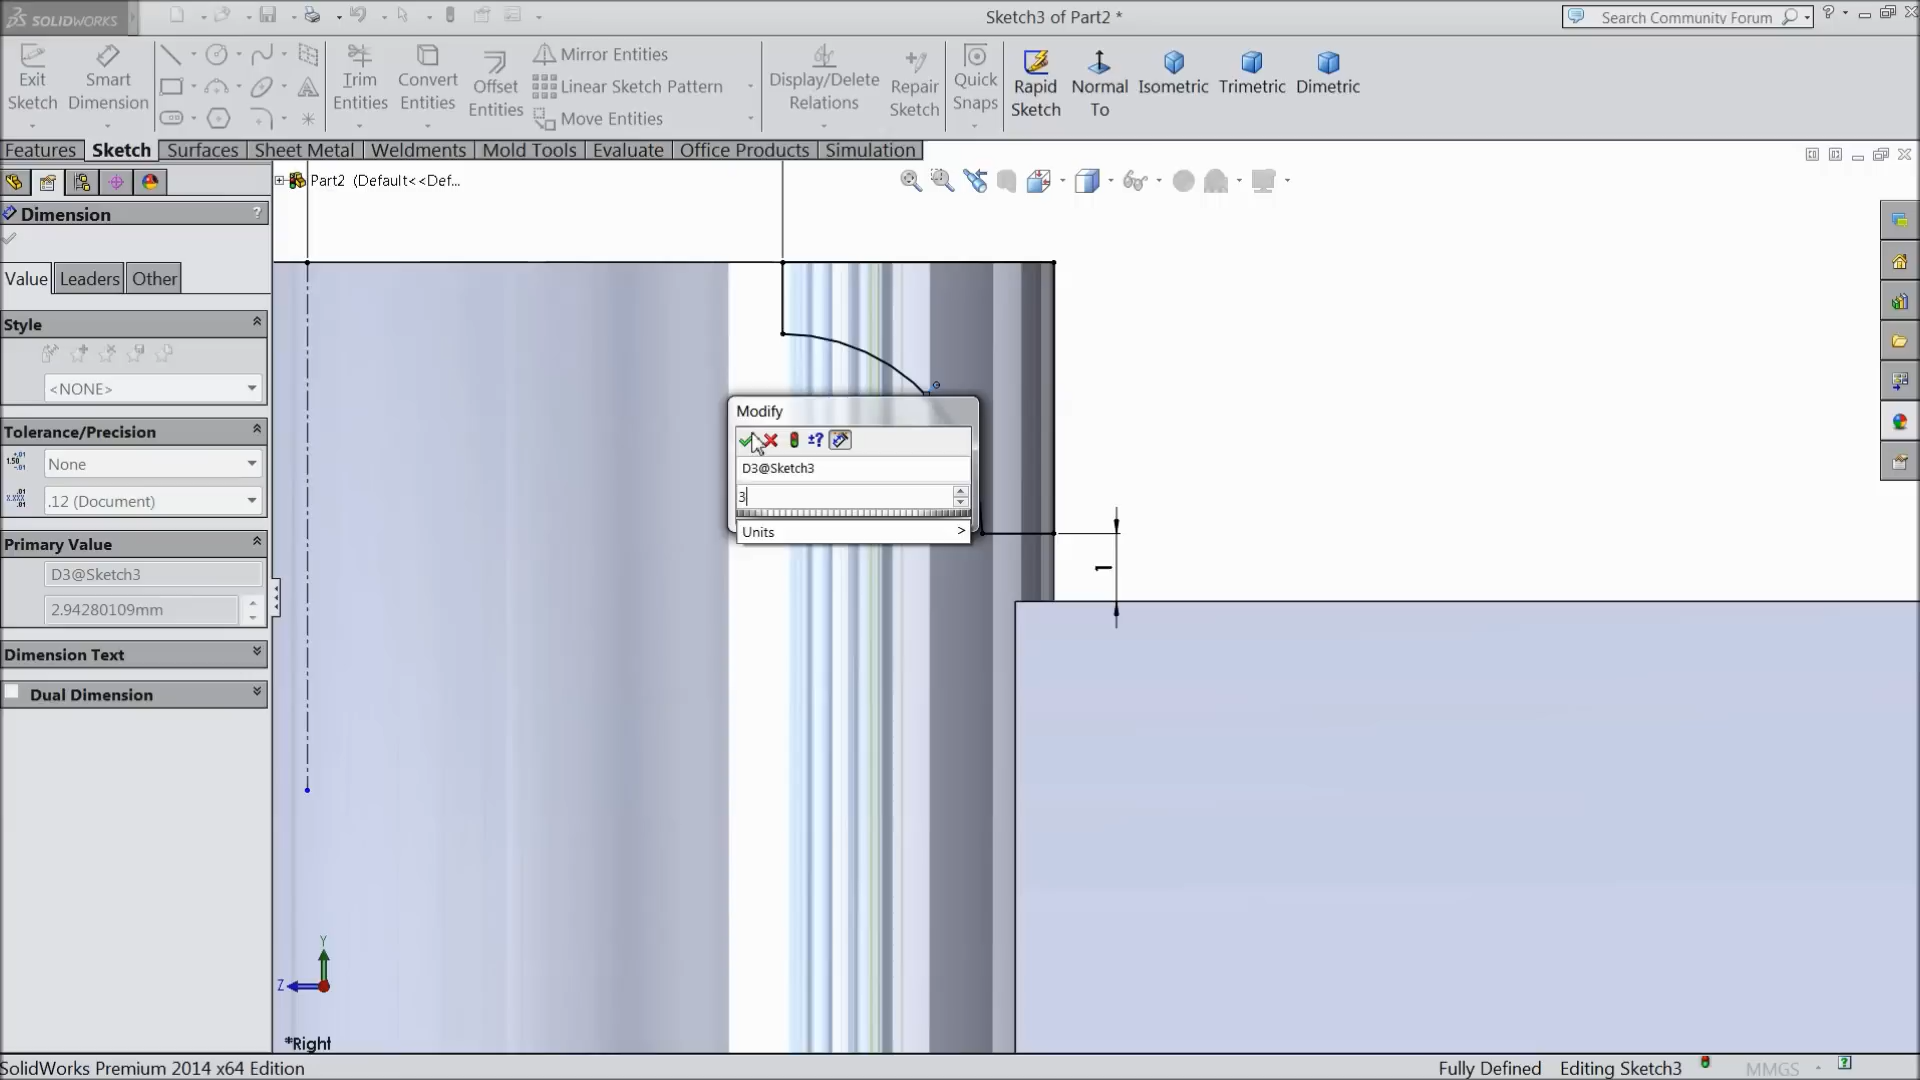 SOLIDWORKS
Sketch3 of Part2 *
Search Community Forum
Exit Sketch
Smart Dimension
Trim Entities
Convert Entities
Offset Entities
Mirror Entities
Linear Sketch Pattern
Move Entities
Display/Delete Relations
Repair Sketch
Quick Snaps
Rapid Sketch
Normal To
Isometric
Trimetric
Dimetric
Features
Sketch
Surfaces
Sheet Metal
Weldments
Mold Tools
Evaluate
Office Products
Simulation
Part2 (Default<<Def...
Dimension
?
Value
Leaders
Other
Style
<NONE>
Tolerance/Precision
None
.12 (Document)
Primary Value
D3@Sketch3
2.94280109mm
Dimension Text
Dual Dimension
Modify
±?
D3@Sketch3
3
Units >
1
Y
Z
*Right
SolidWorks Premium 2014 x64 Edition
Fully Defined
Editing Sketch3
MMGS